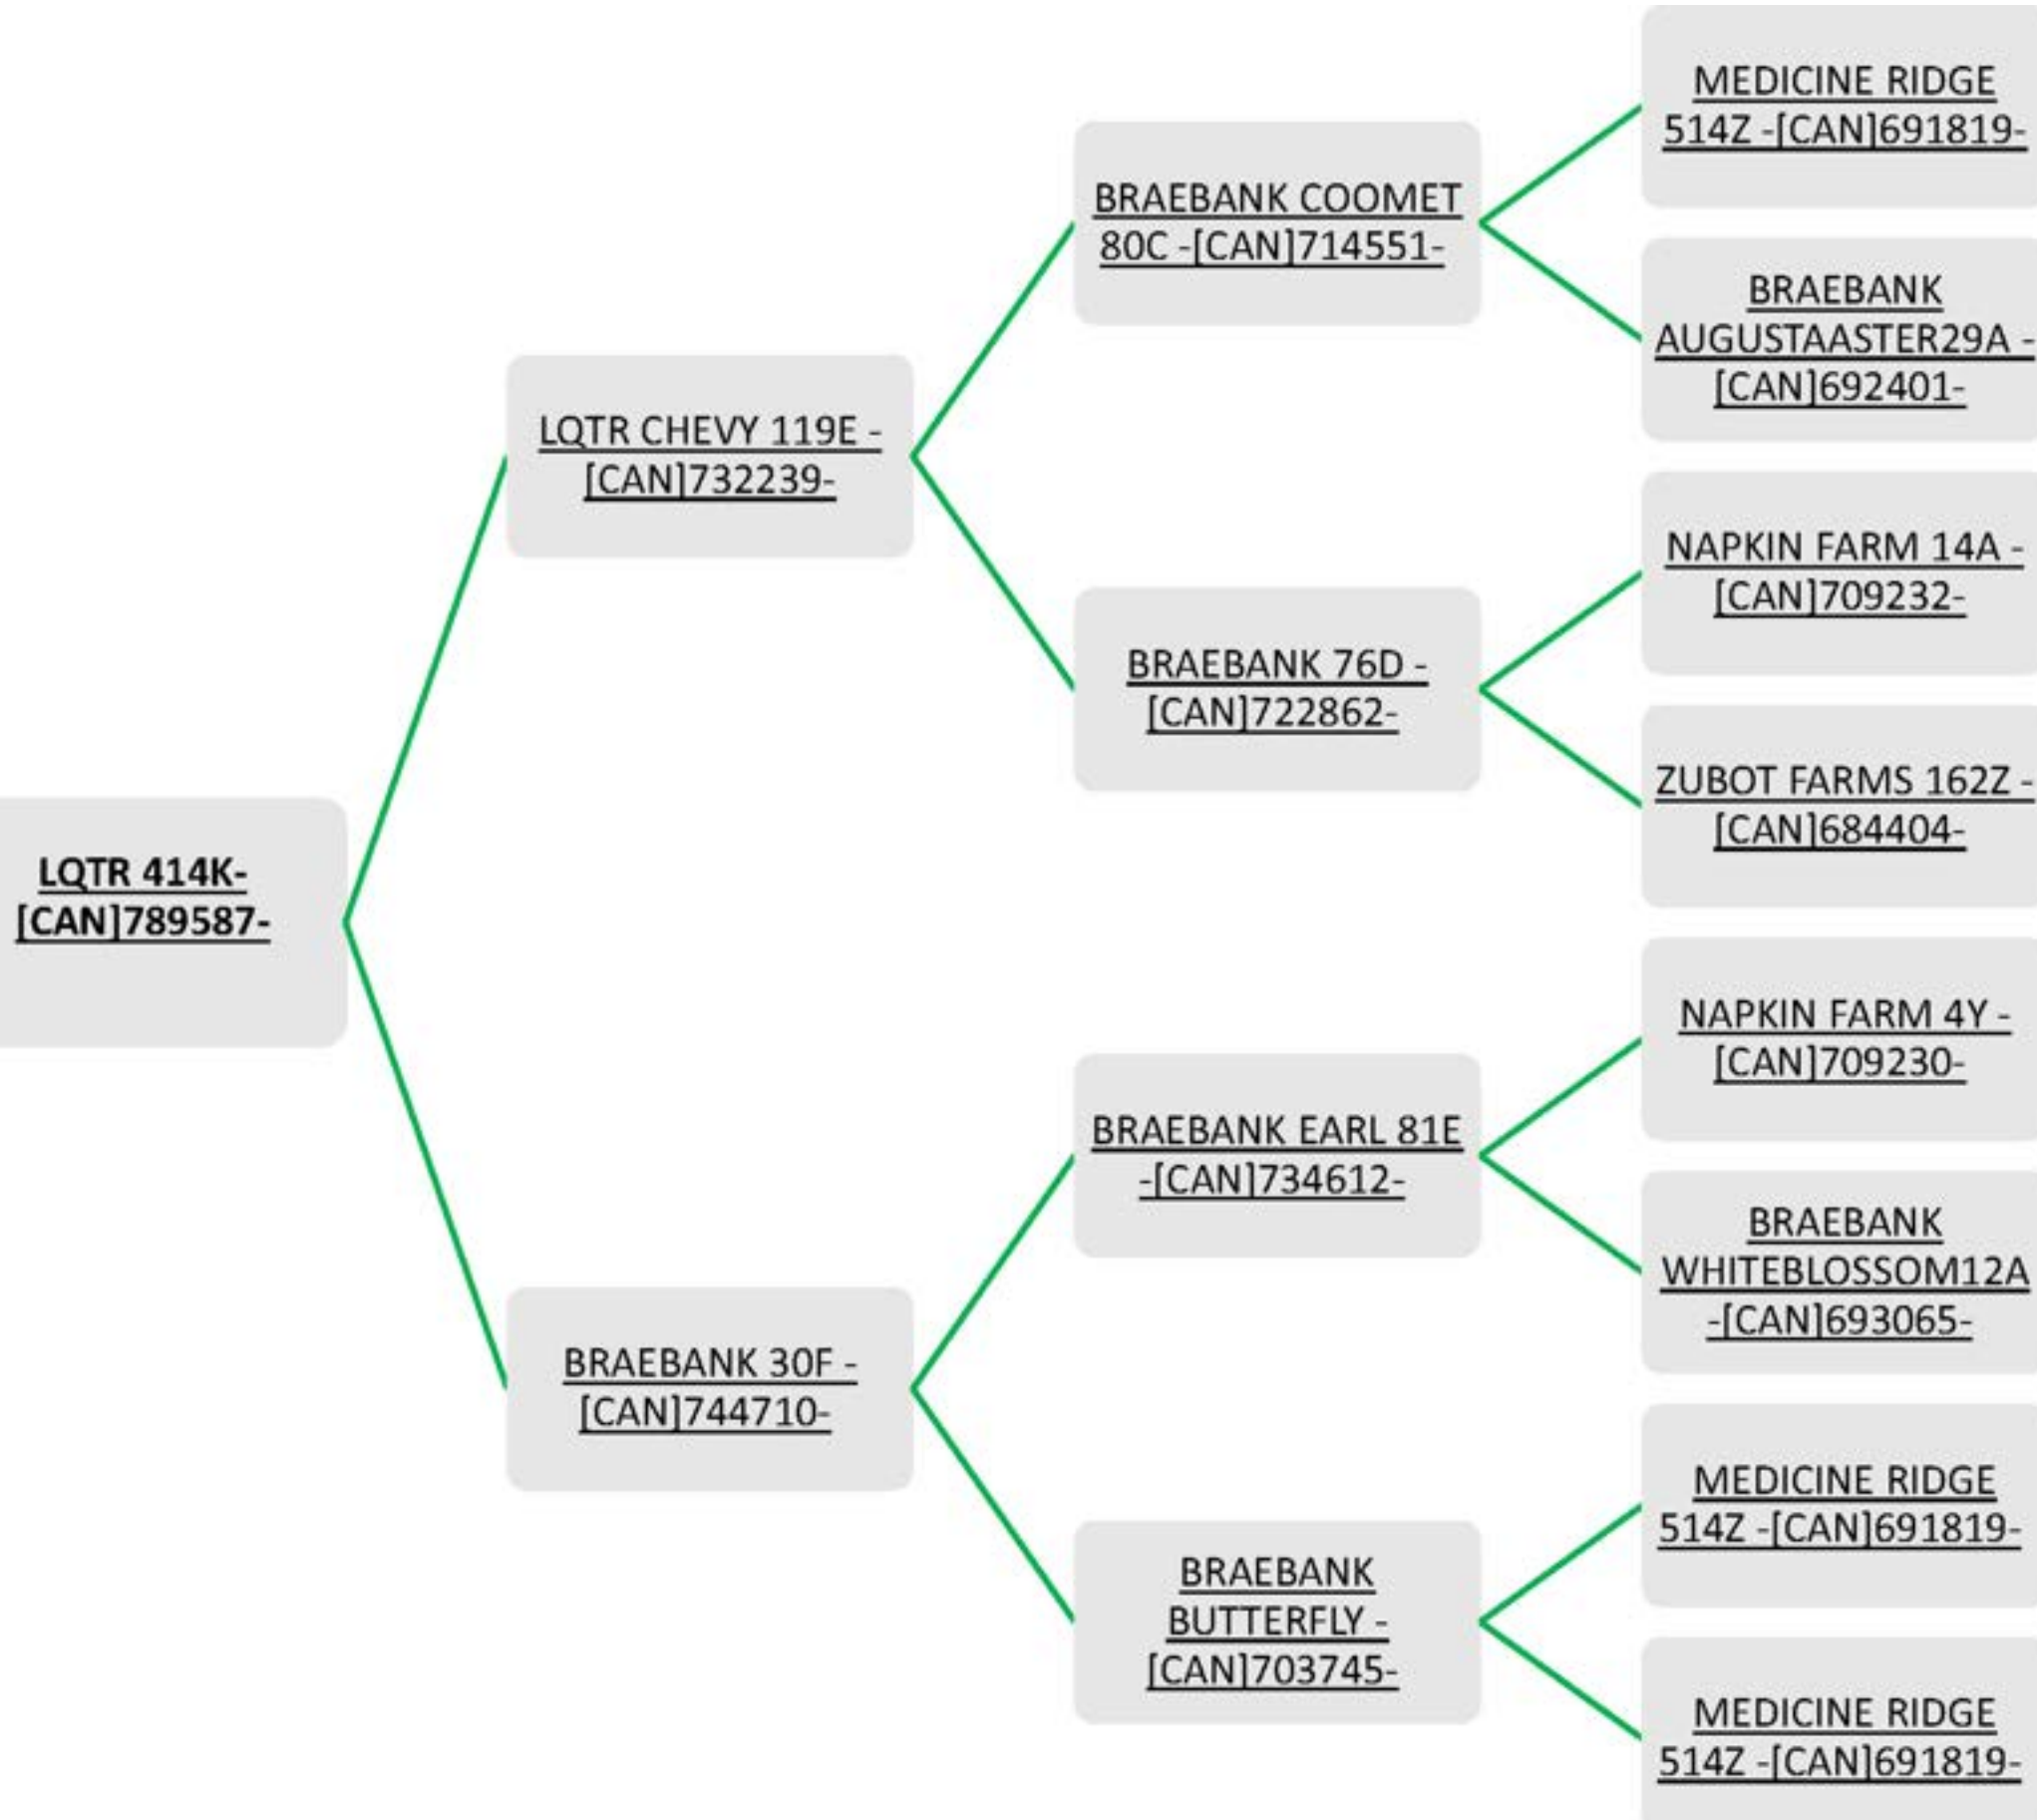 LQTR 414K-
[CAN]789587-
LQTR CHEVY 119E -
[CAN]732239-
BRAEBANK 30F -
[CAN]744710-
BRAEBANK COOMET
80C -[CAN]714551-
BRAEBANK 76D -
[CAN]722862-
BRAEBANK EARL 81E
-[CAN]734612-
BRAEBANK
BUTTERFLY -
[CAN]703745-
MEDICINE RIDGE
514Z -[CAN]691819-
BRAEBANK
AUGUSTAASTER29A -
[CAN]692401-
NAPKIN FARM 14A -
[CAN]709232-
ZUBOT FARMS 162Z -
[CAN]684404-
NAPKIN FARM 4Y -
[CAN]709230-
BRAEBANK
WHITEBLOSSOM12A
-[CAN]693065-
MEDICINE RIDGE
514Z -[CAN]691819-
MEDICINE RIDGE
514Z -[CAN]691819-